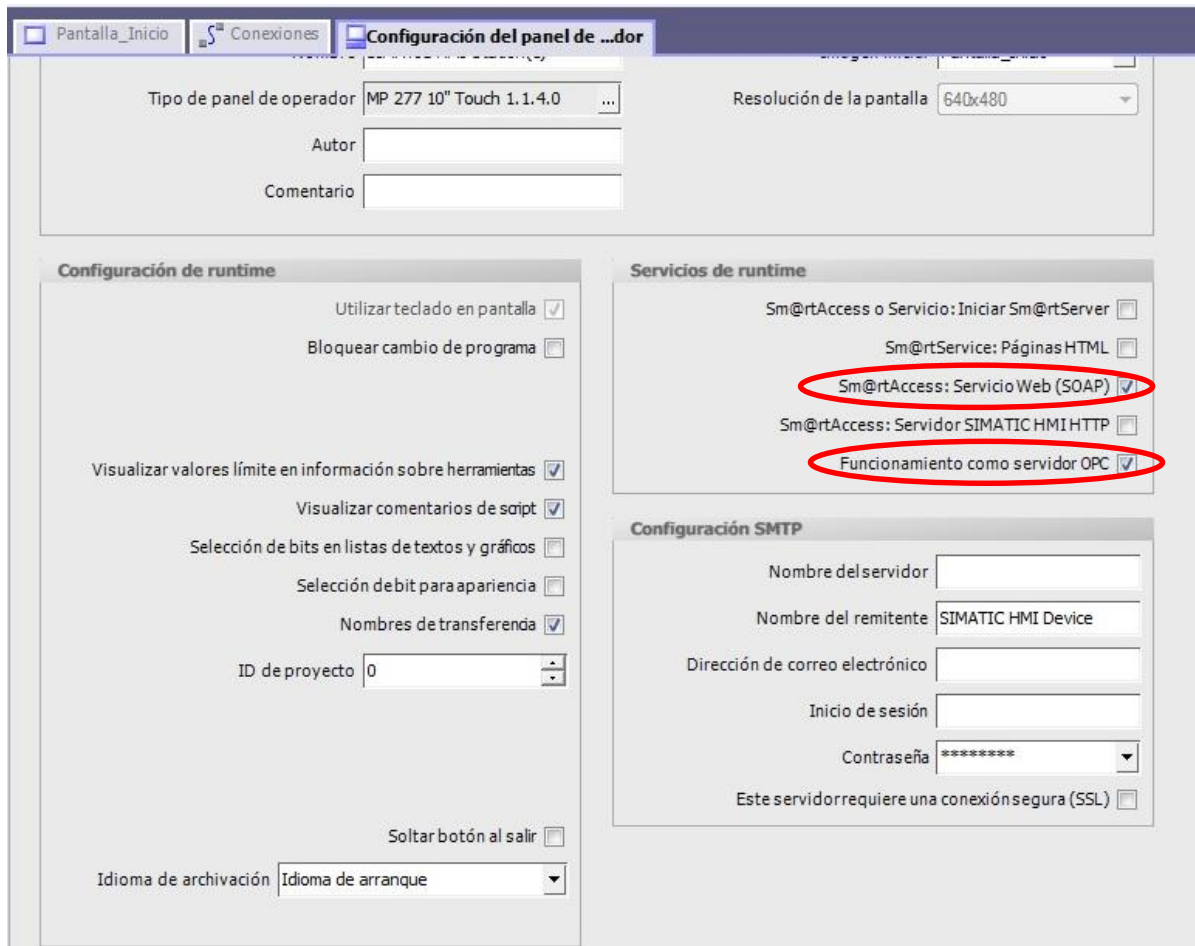 Pantalla_Inicio
Conexiones
Configuración del panel de ...dor
Tipo de panel de operador MP 277 10" Touch 1.1.4.0 ...
Resolución de la pantalla 640x480
Autor
Comentario
Configuración de runtime
Utilizar teclado en pantalla
Bloquear cambio de programa
Visualizar valores límite en información sobre herramientas
Visualizar comentarios de script
Selección de bits en listas de textos y gráficos
Selección de bit para apariencia
Nombres de transferencia
ID de proyecto 0
Soltar botón al salir
Idioma de archivación Idioma de arranque
Servicios de runtime
Sm@rtAccess o Servicio: Iniciar Sm@rtServer
Sm@rtService: Páginas HTML
Sm@rtAccess: Servicio Web (SOAP)
Sm@rtAccess: Servidor SIMATIC HMI HTTP
Funcionamiento como servidor OPC
Configuración SMTP
Nombre del servidor
Nombre del remitente SIMATIC HMI Device
Dirección de correo electrónico
Inicio de sesión
Contraseña ********
Este servidor requiere una conexión segura (SSL)